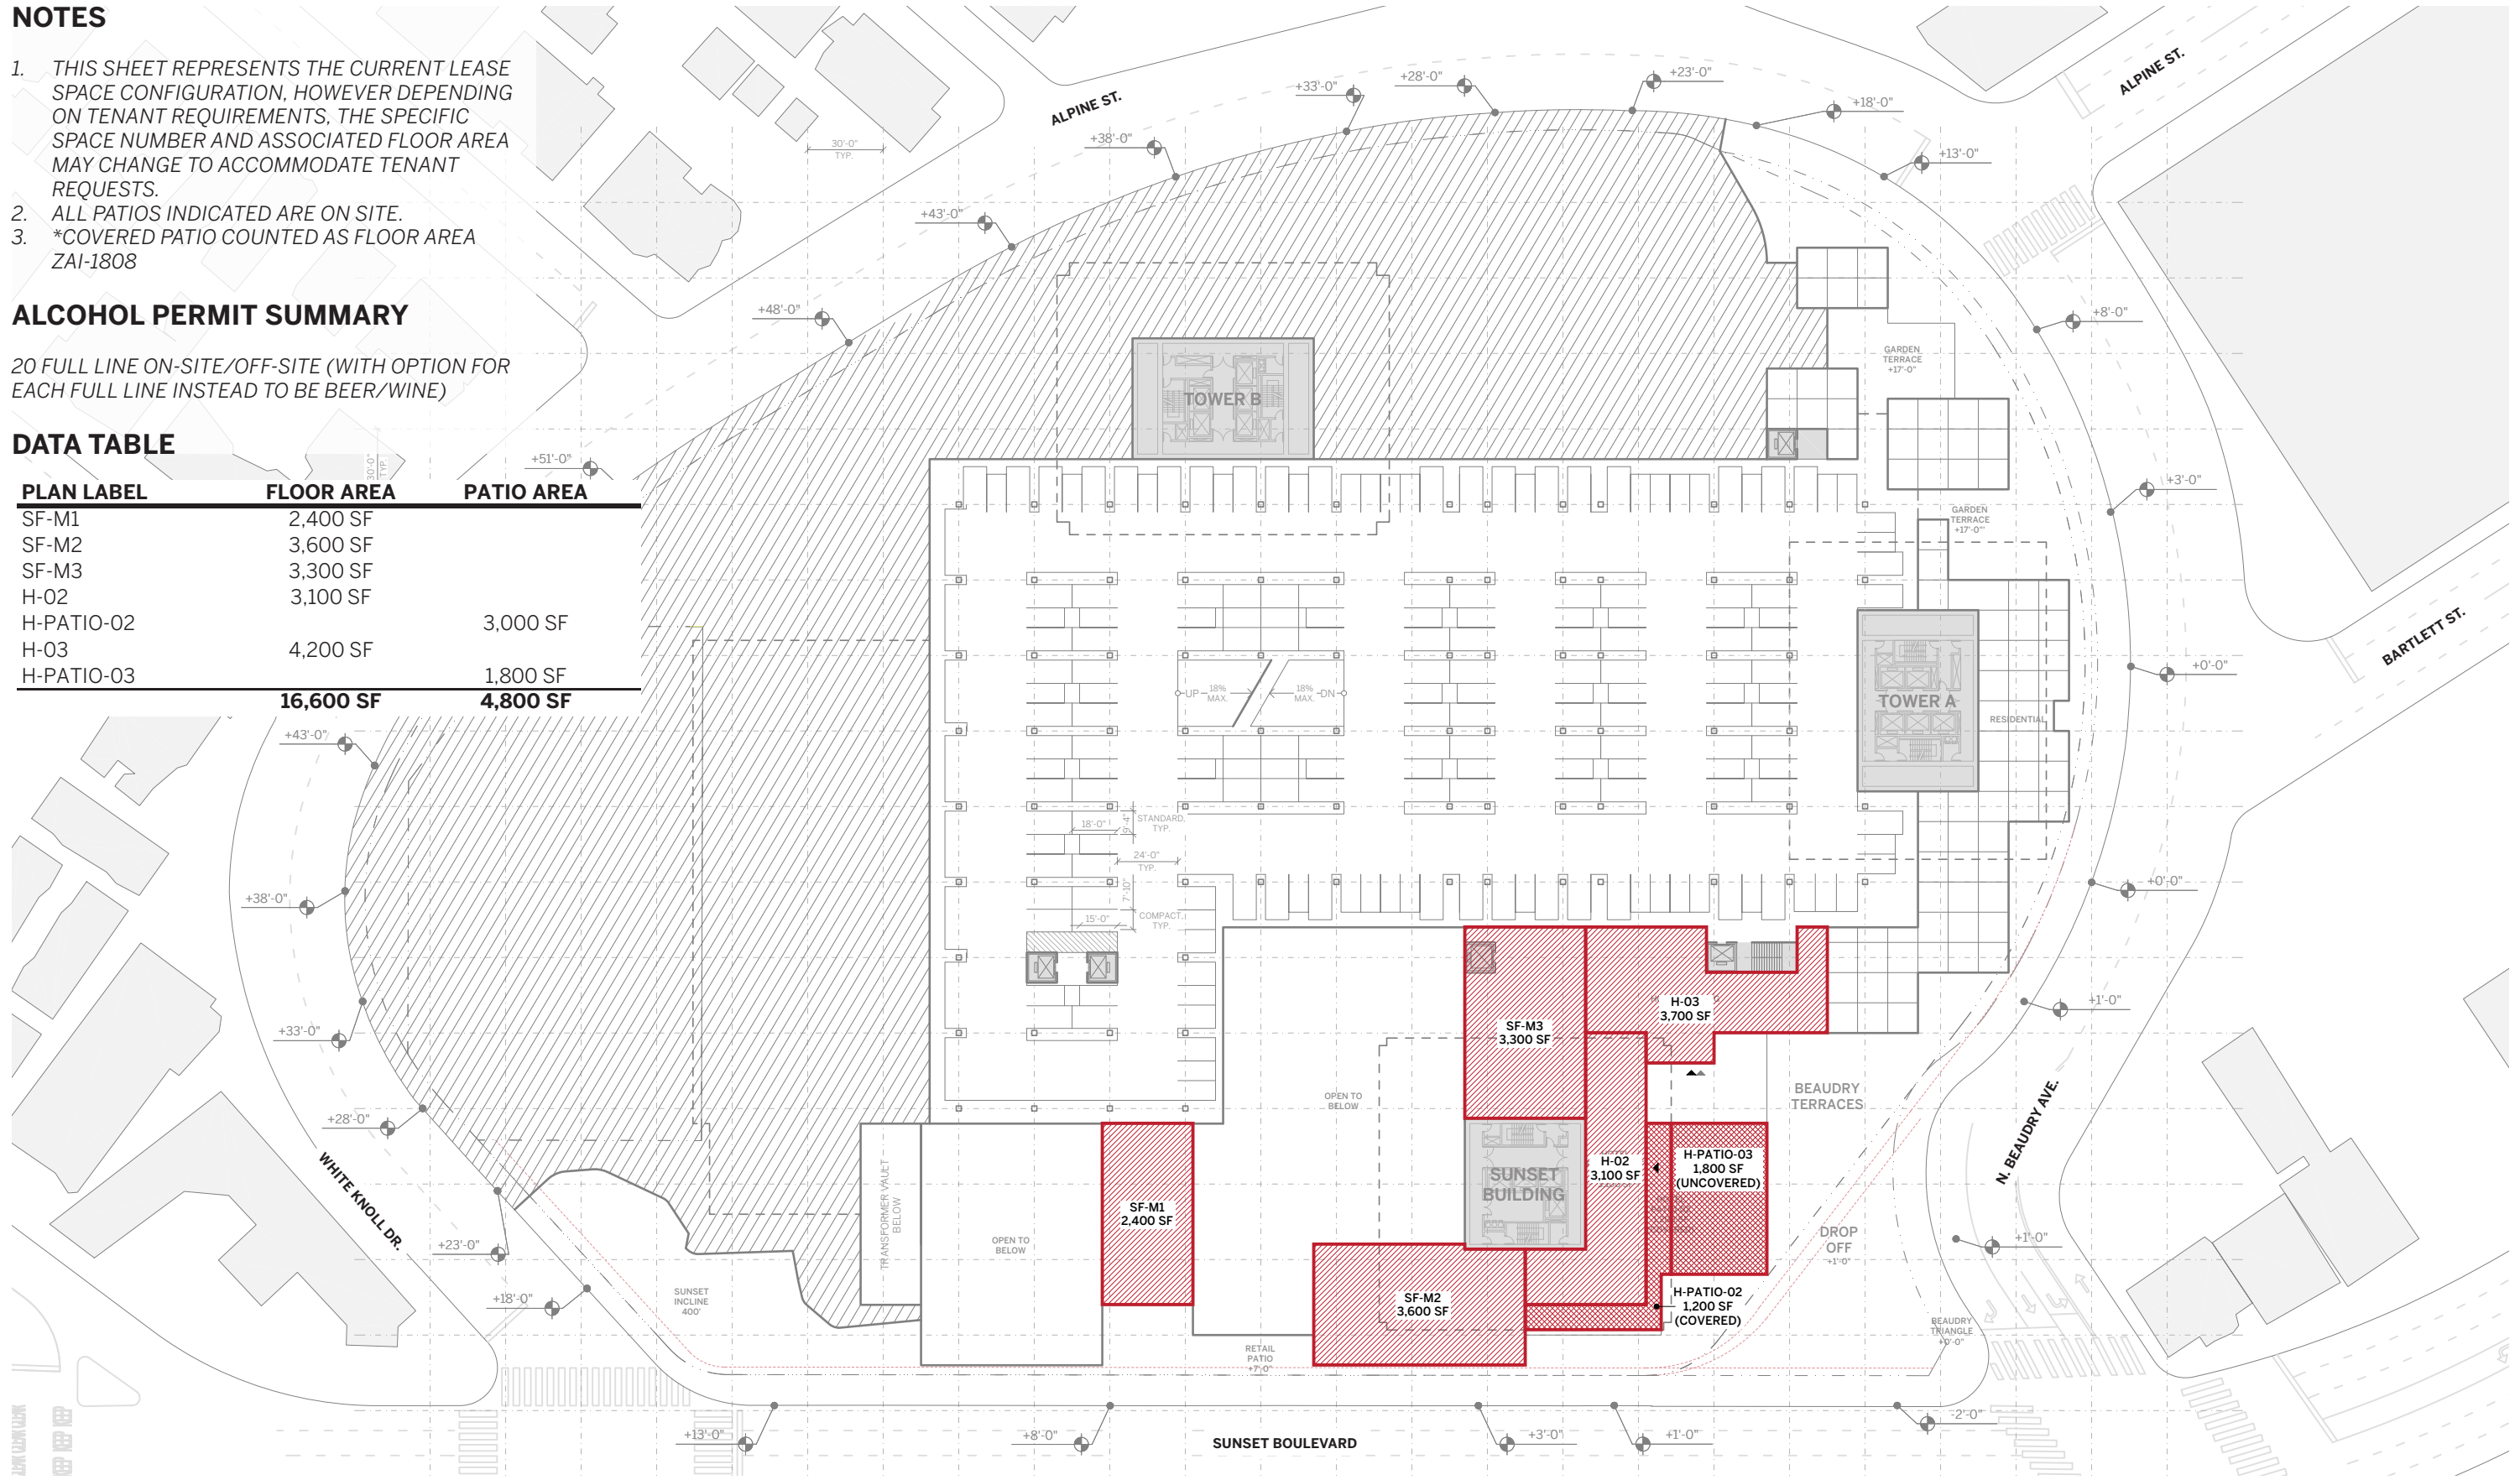 NOTES
1. THIS SHEET REPRESENTS THE CURRENT LEASE
SPACE CONFIGURATION, HOWEVER DEPENDING
ON TENANT REQUIREMENTS, THE SPECIFIC
SPACE NUMBER AND ASSOCIATED FLOOR AREA
MAY CHANGE TO ACCOMMODATE TENANT
REQUESTS.
2. ALL PATIOS INDICATED ARE ON SITE.
3. *COVERED PATIO COUNTED AS FLOOR AREA
ZAI-1808
ALCOHOL PERMIT SUMMARY
20 FULL LINE ON-SITE/OFF-SITE (WITH OPTION FOR
EACH FULL LINE INSTEAD TO BE BEER/WINE)
DATA TABLE
PLAN LABEL FLOOR AREA PATIO AREA
SF-M1 2,400 SF
SF-M2 3,600 SF
SF-M3 3,300 SF
H-02 3,100 SF
H-PATIO-02 3,000 SF
H-03 4,200 SF
H-PATIO-03 1,800 SF
16,600 SF 4,800 SF
30'-0"
TYP.
30'-0"
TYP.
ALPINE ST.
ALPINE ST.
BARTLETT ST.
N. BEAUDRY AVE.
WHITE KNOLL DR.
SUNSET BOULEVARD
+51'-0"
+48'-0"
+43'-0"
+38'-0"
+33'-0"
+28'-0"
+23'-0"
+18'-0"
+13'-0"
+8'-0"
+3'-0"
+0'-0"
+0'-0"
+1'-0"
+1'-0"
-2'-0"
+1'-0"
+3'-0"
+8'-0"
+13'-0"
+18'-0"
+23'-0"
+28'-0"
+33'-0"
+38'-0"
+43'-0"
TOWER B
GARDEN
TERRACE
+17'-0"
GARDEN
TERRACE
+17'-0"
TOWER A
RESIDENTIAL
UP
18%
MAX.
18%
MAX.
DN
18'-0"
9'-4"
STANDARD
TYP.
24'-0"
TYP.
7'-10"
15'-0"
COMPACT
TYP.
H-03
3,700 SF
SF-M3
3,300 SF
OPEN TO
BELOW
BEAUDRY
TERRACES
H-02
3,100 SF
H-PATIO-03
1,800 SF
(UNCOVERED)
SUNSET
BUILDING
TRANSFORMER VAULT
BELOW
SF-M1
2,400 SF
OPEN TO
BELOW
DROP
OFF
+1'-0"
SF-M2
3,600 SF
H-PATIO-02
1,200 SF
(COVERED)
SUNSET
INCLINE
400'
RETAIL
PATIO
+7'-0"
BEAUDRY
TRIANGLE
+0'-0"